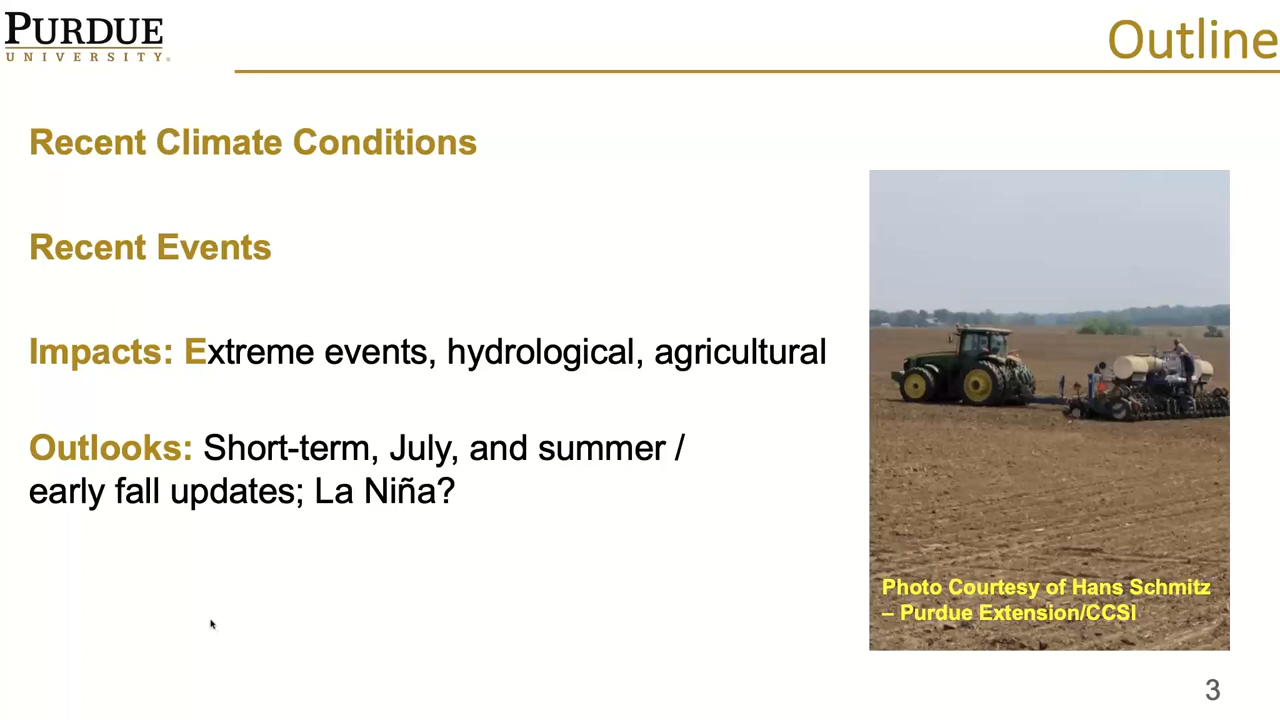 PURDUE
UNIVERSITY®
Outline
Recent Climate Conditions
Recent Events
Impacts: Extreme events, hydrological, agricultural
Outlooks: Short-term, July, and summer /
early fall updates; La Niña?
Photo Courtesy of Hans Schmitz
– Purdue Extension/CCSI
3